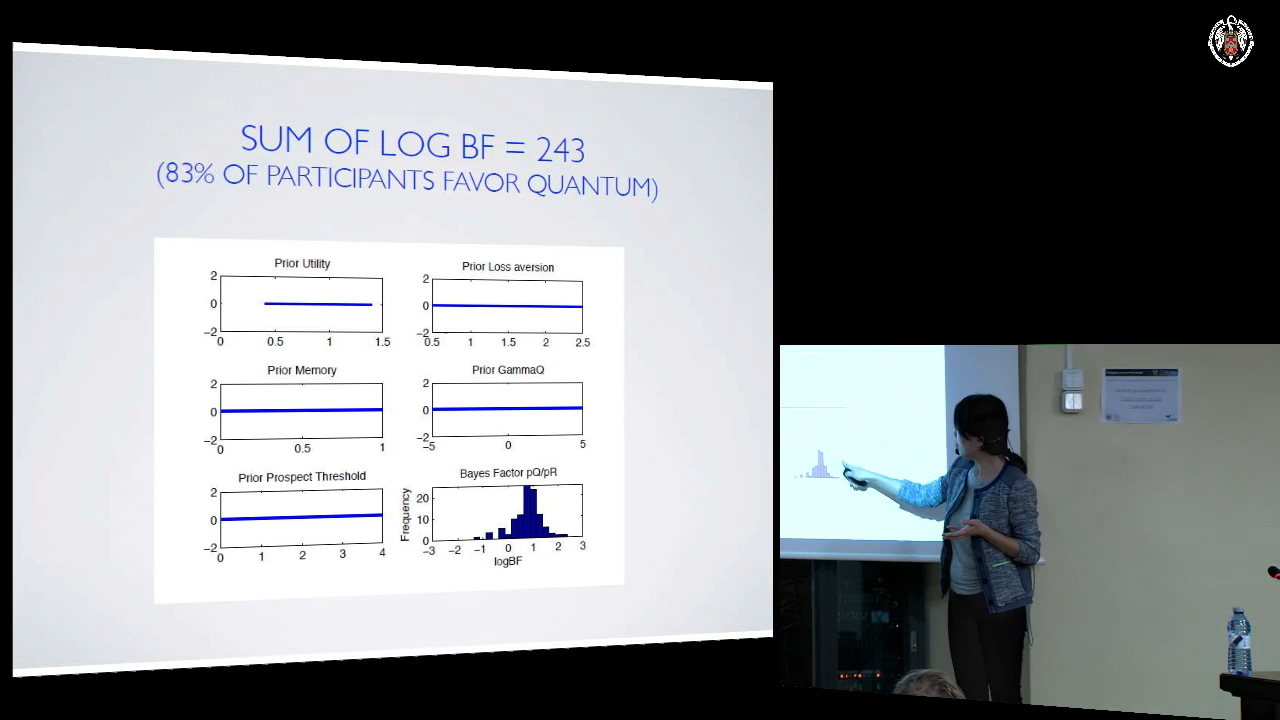 SUM OF LOG BF = 243
(83% OF PARTICIPANTS FAVOR QUANTUM)
Prior Utility
2
0
−2
0 0.5 1 1.5
Prior Loss aversion
2
0
−2
0.5 1 1.5 2 2.5
Prior Memory
2
0
−2
0 0.5 1
Prior GammaQ
2
0
−2
−5 0 5
Prior Prospect Threshold
2
0
−2
0 1 2 3 4
Bayes Factor pQ/pR
Frequency
20
10
0
−3 −2 −1 0 1 2 3
logBF